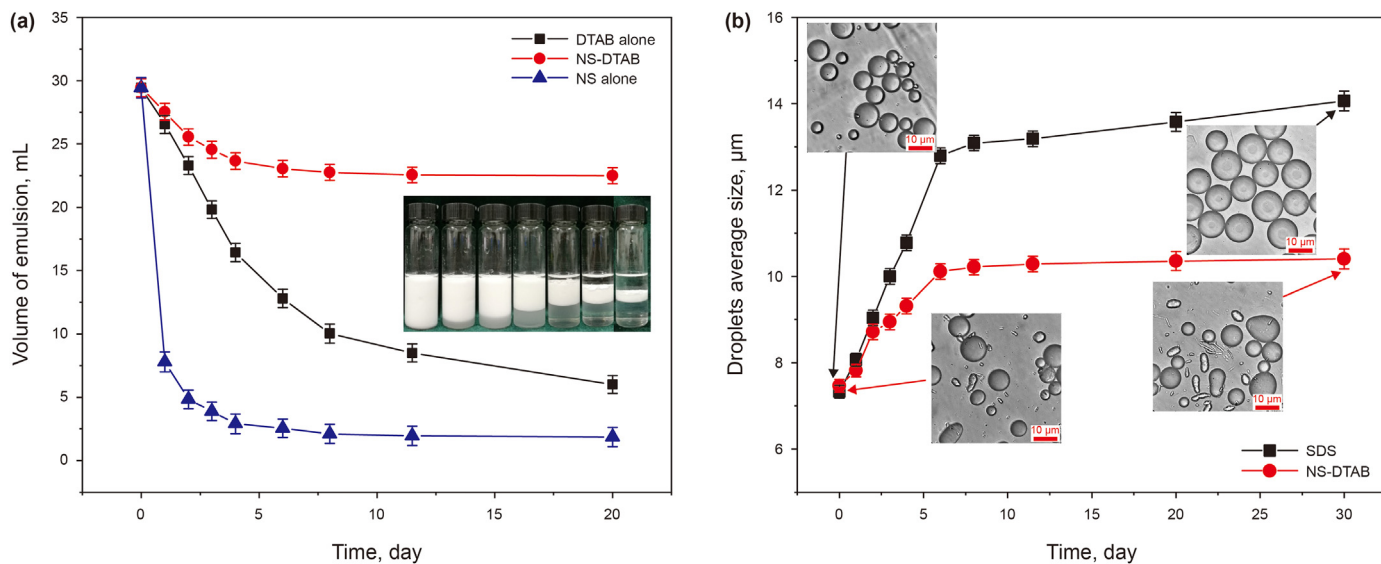 (a)
DTAB alone
NS-DTAB
NS alone
35
30
25
20
15
10
5
0
Volume of emulsion, mL
0
5
10
15
20
Time, day
(b)
16
14
12
10
8
6
Droplets average size, μm
10 μm
10 μm
10 μm
10 μm
SDS
NS-DTAB
0
5
10
15
20
25
30
Time, day